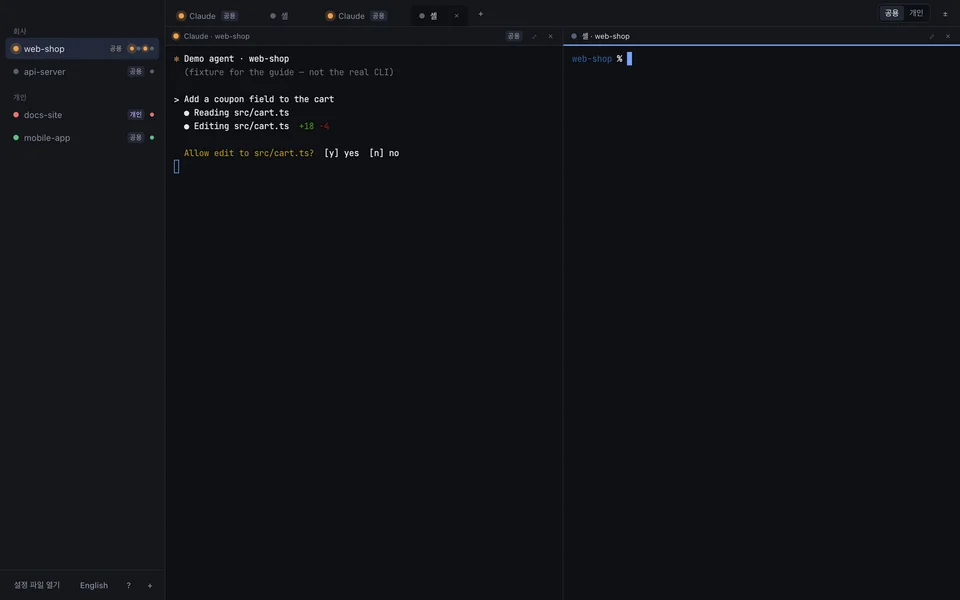 회사
web-shop 공용
api-server 공용
개인
docs-site 개인
mobile-app 공용
설정 파일 열기 English ? +
Claude 공용 셸 Claude 공용 셸 × +
공용 개인 ±
Claude · web-shop 공용 ⤢ ×
✻ Demo agent · web-shop
(fixture for the guide — not the real CLI)
> Add a coupon field to the cart
● Reading src/cart.ts
● Editing src/cart.ts +18 -4
Allow edit to src/cart.ts? [y] yes [n] no
셸 · web-shop ⤢ ×
web-shop %